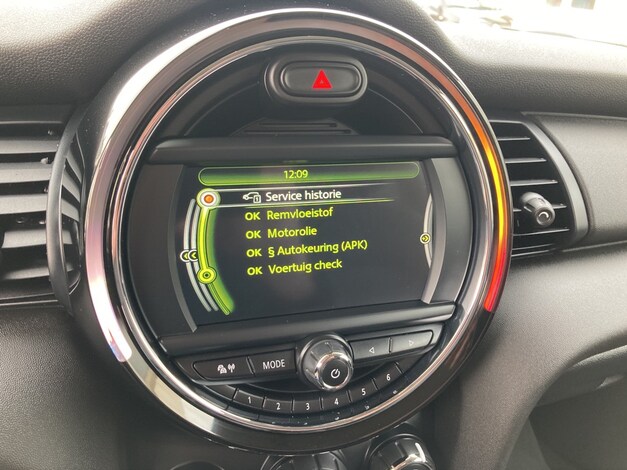 12:09
Service historie
OK Remvloeistof
OK Motorolie
OK § Autokeuring (APK)
OK Voertuig check
MODE
1 2 3 4 5 6